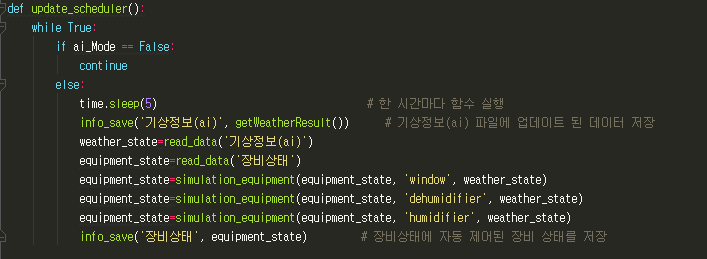 def update_scheduler():
    while True:
        if ai_Mode == False:
            continue
        else:
            time.sleep(5)                                  # 한 시간마다 함수 실행
            info_save('기상정보(ai)', getWeatherResult())      # 기상정보(ai) 파일에 업데이트 된 데이터 저장
            weather_state=read_data('기상정보(ai)')
            equipment_state=read_data('장비상태')
            equipment_state=simulation_equipment(equipment_state, 'window', weather_state)
            equipment_state=simulation_equipment(equipment_state, 'dehumidifier', weather_state)
            equipment_state=simulation_equipment(equipment_state, 'humidifier', weather_state)
            info_save('장비상태', equipment_state)         # 장비상태에 자동 제어된 장비 상태를 저장